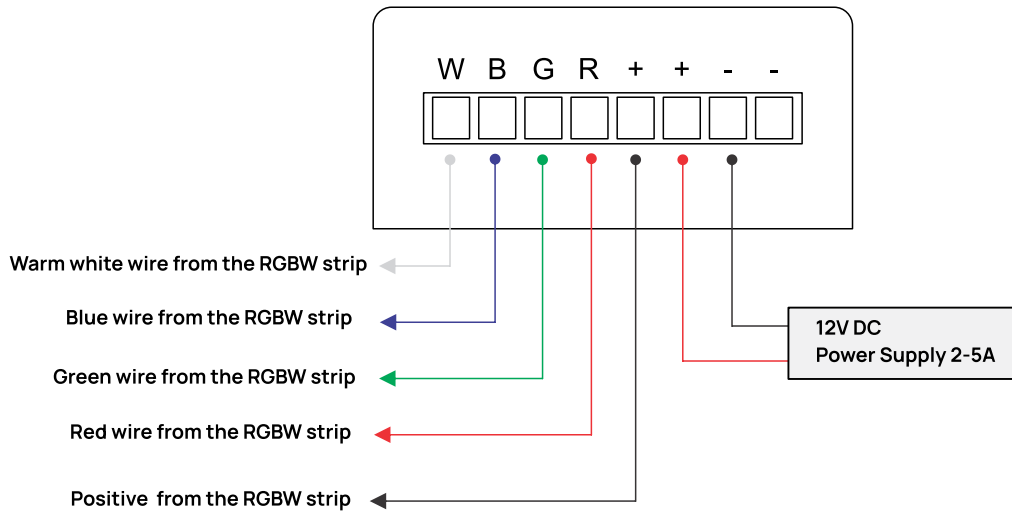 W B G R + + - -
Warm white wire from the RGBW strip
Blue wire from the RGBW strip
12V DC
Power Supply 2-5A
Green wire from the RGBW strip
Red wire from the RGBW strip
Positive from the RGBW strip